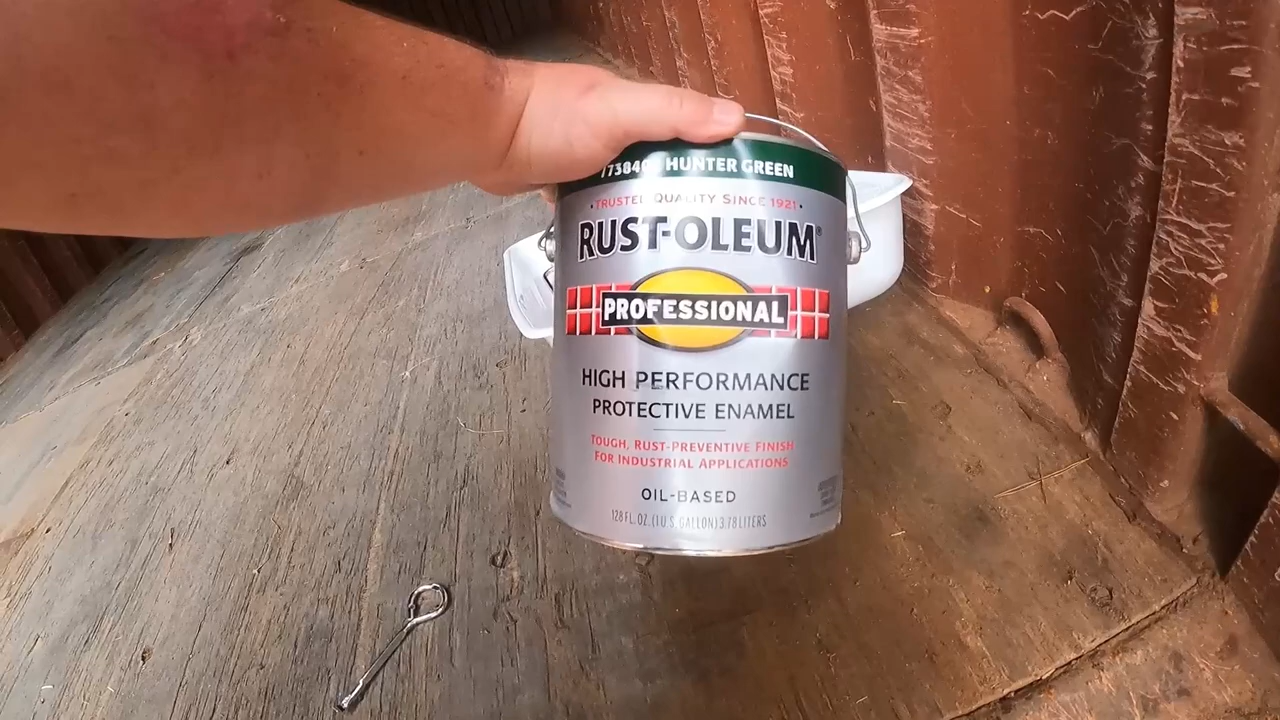 HUNTER GREEN
• TRUSTED QUALITY SINCE 1921 •
RUST-OLEUM®
PROFESSIONAL
HIGH PERFORMANCE
PROTECTIVE ENAMEL
TOUGH, RUST-PREVENTIVE FINISH
FOR INDUSTRIAL APPLICATIONS
OIL-BASED
128 FL. OZ. (1 U.S. GALLON) 3.78 LITERS